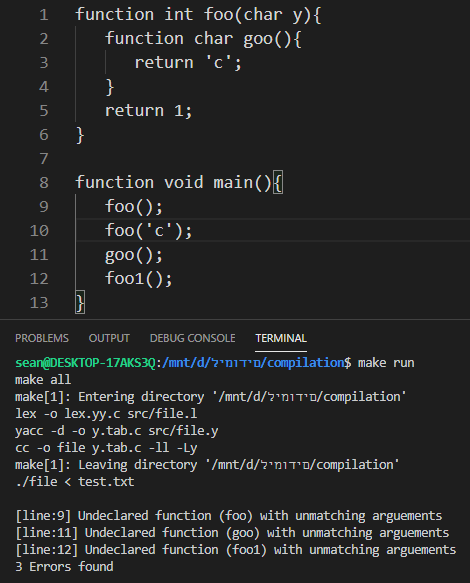 1 function int foo(char y){
2 function char goo(){
3 return 'c';
4 }
5 return 1;
6 }
7
8 function void main(){
9 foo();
10 foo('c');
11 goo();
12 foo1();
13 }
PROBLEMS OUTPUT DEBUG CONSOLE TERMINAL
sean@DESKTOP-17AKS3Q:/mnt/d/לימודים/compilation$ make run
make all
make[1]: Entering directory '/mnt/d/לימודים/compilation'
lex -o lex.yy.c src/file.l
yacc -d -o y.tab.c src/file.y
cc -o file y.tab.c -ll -Ly
make[1]: Leaving directory '/mnt/d/לימודים/compilation'
./file < test.txt
[line:9] Undeclared function (foo) with unmatching arguements
[line:11] Undeclared function (goo) with unmatching arguements
[line:12] Undeclared function (foo1) with unmatching arguements
3 Errors found